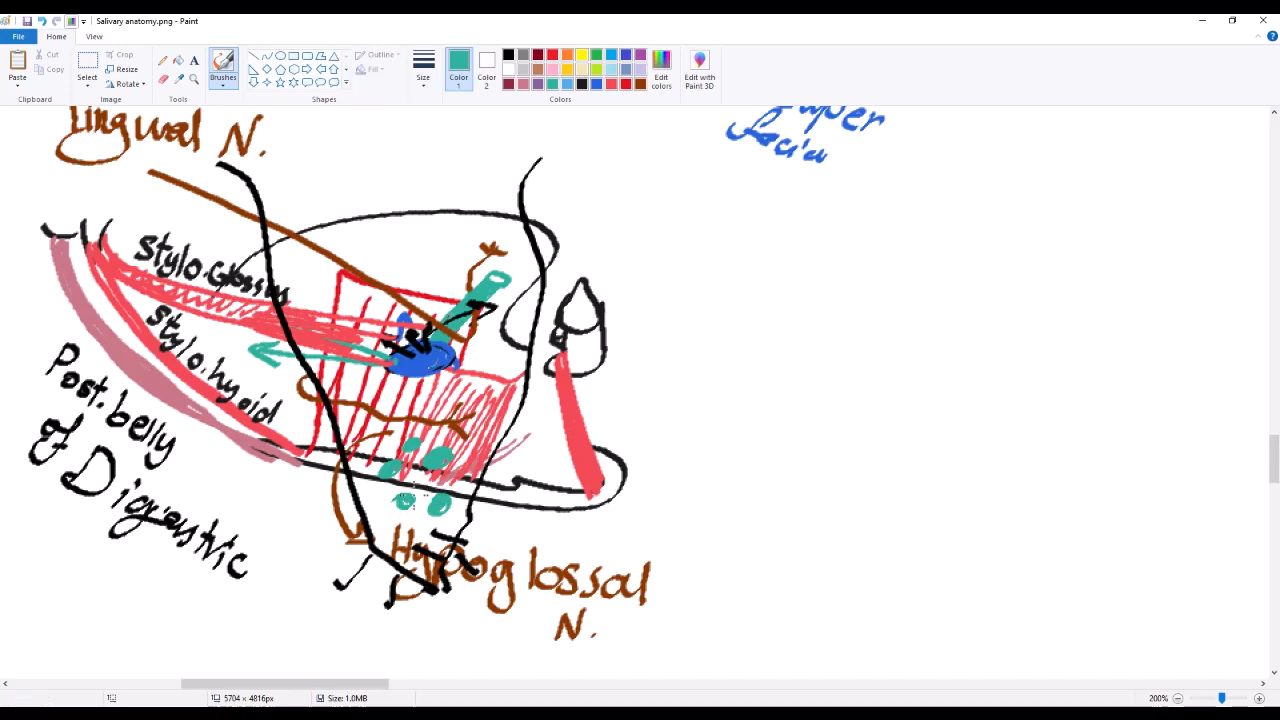 Salivary anatomy.png - Paint
File
Home
View
Paste
Cut
Copy
Clipboard
Select
Crop
Resize
Rotate
Image
Tools
Brushes
Shapes
Outline
Fill
Size
Color 1
Color 2
Colors
Edit colors
Edit with Paint 3D
Lingual N.
Stylo.Glossus
Stylo.hyoid
Post. belly
of Digastric
Hypoglossal
N.
5704 × 4816px
Size: 1.0MB
200%